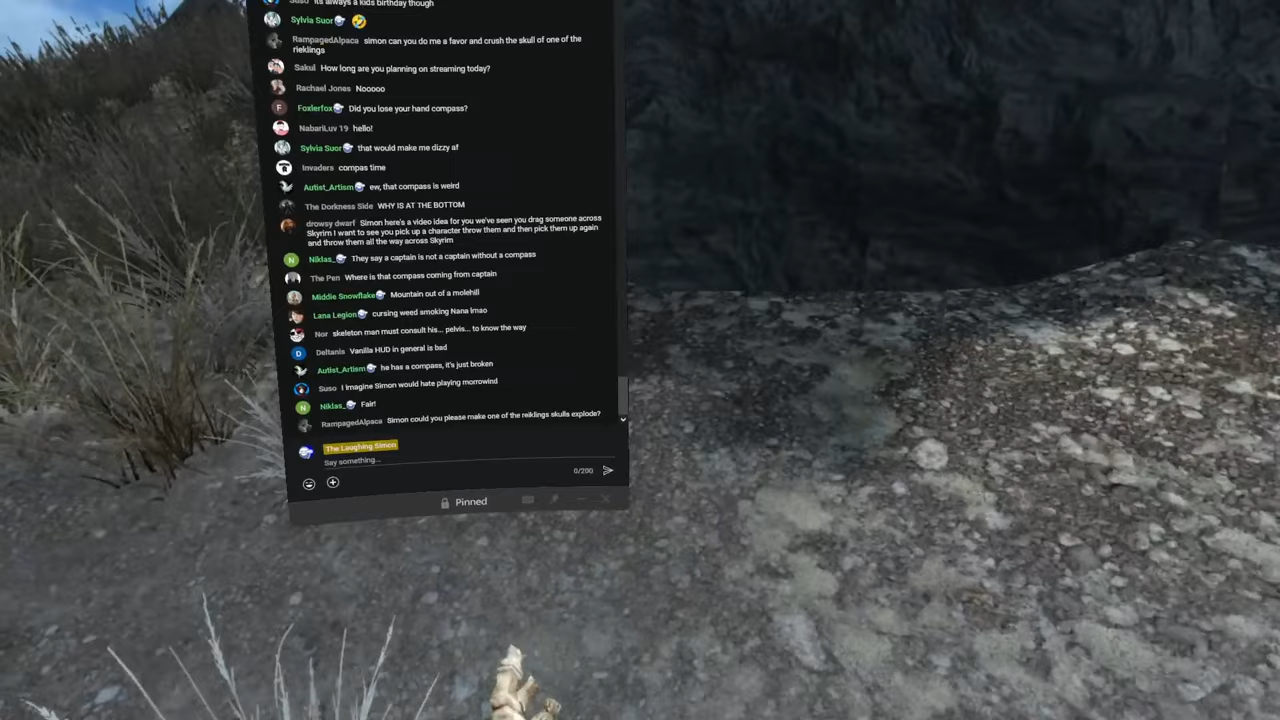 Suso its always a kids birthday though
Sylvia Suor
RampagedAlpaca simon can you do me a favor and crush the skull of one of the
rieklings
Sakul How long are you planning on streaming today?
Rachael Jones Nooooo
F Foxlerfox Did you lose your hand compass?
NabariLuv 19 hello!
Sylvia Suor that would make me dizzy af
Invaders compas time
Autist_Artism ew, that compass is weird
The Dorkness Side WHY IS AT THE BOTTOM
drowsy dwarf Simon here's a video idea for you we've seen you drag someone across
Skyrim I want to see you pick up a character throw them and then pick them up again
and throw them all the way across Skyrim
N Niklas_ They say a captain is not a captain without a compass
The Pen Where is that compass coming from captain
Middie Snowflake Mountain out of a molehill
Lana Legion cursing weed smoking Nana lmao
Nor skeleton man must consult his... pelvis... to know the way
D Deltanis Vanilla HUD in general is bad
Autist_Artism he has a compass, it's just broken
Suso I imagine Simon would hate playing morrowind
N Niklas_ Fair!
RampagedAlpaca Simon could you please make one of the reiklings skulls explode?
The Laughing Simon
Say something...
0/200
Pinned